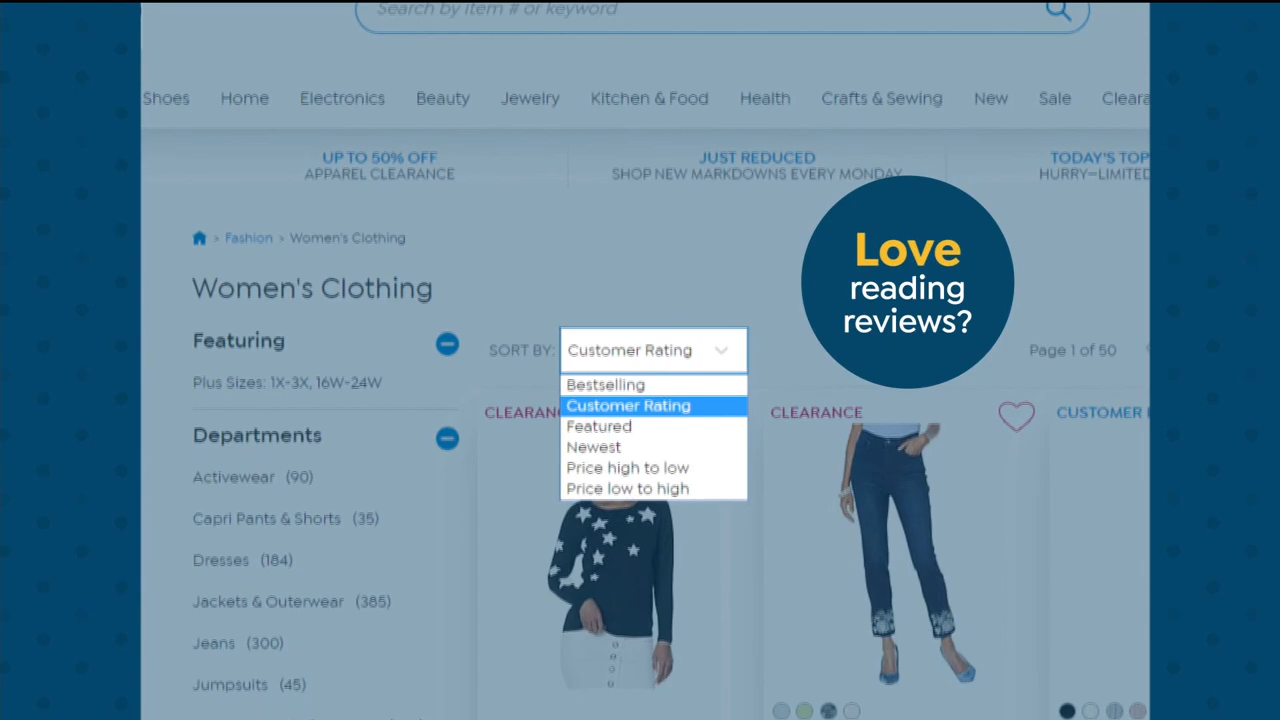 Search by item # or keyword
Shoes Home Electronics Beauty Jewelry Kitchen & Food Health Crafts & Sewing New Sale
UP TO 50% OFF
APPAREL CLEARANCE
JUST REDUCED
SHOP NEW MARKDOWNS EVERY MONDAY
TODAY'S TOP
HURRY—LIMITED
> Fashion > Women's Clothing
Love
reading
reviews?
Women's Clothing
Featuring
Plus Sizes: 1X-3X, 16W-24W
SORT BY: Customer Rating
Page 1 of 50
Bestselling
Customer Rating
Featured
Newest
Price high to low
Price low to high
CLEARANCE
CUSTOMER
Departments
Activewear (90)
Capri Pants & Shorts (35)
Dresses (184)
Jackets & Outerwear (385)
Jeans (300)
Jumpsuits (45)